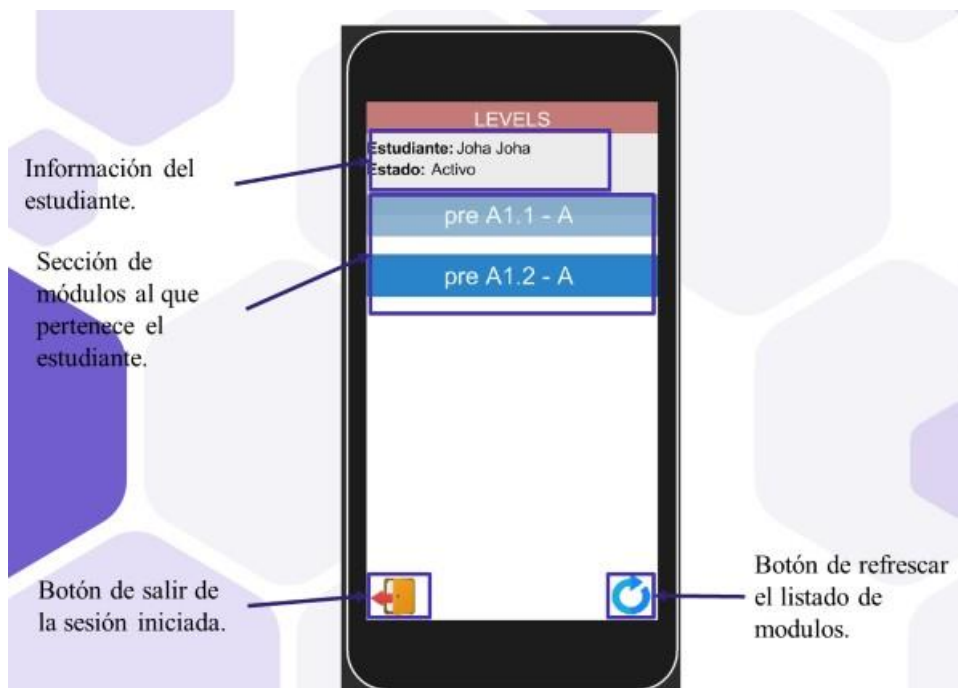 LEVELS
Estudiante: Joha Joha
Estado: Activo
pre A1.1 - A
pre A1.2 - A
Información del
estudiante.
Sección de
módulos al que
pertenece el
estudiante.
Botón de salir de
la sesión iniciada.
Botón de refrescar
el listado de
modulos.